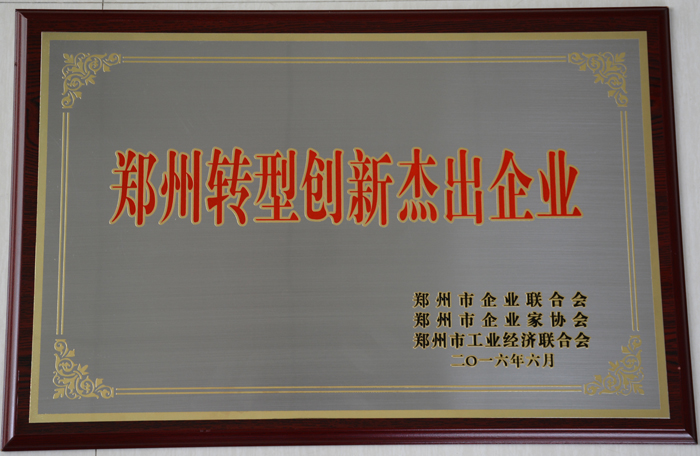 郑州转型创新杰出企业
郑州市企业联合会
郑州市企业家协会
郑州市工业经济联合会
二〇一六年六月